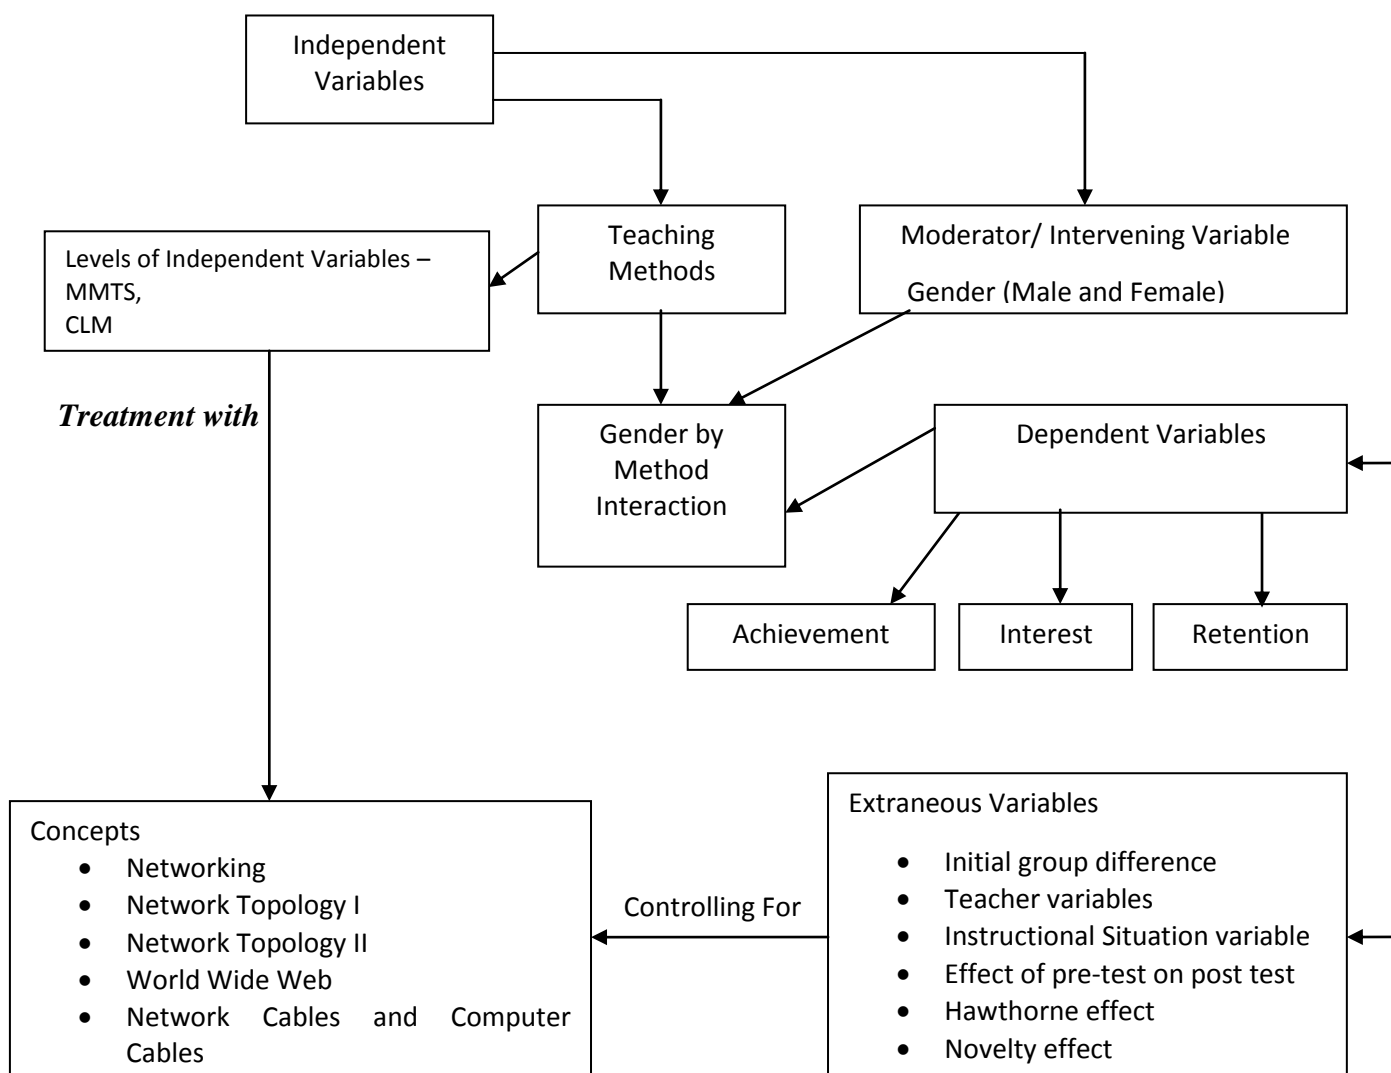 Independent
Variables
Teaching
Methods
Moderator/ Intervening Variable
Gender (Male and Female)
Levels of Independent Variables –
MMTS,
CLM
Treatment with
Gender by
Method
Interaction
Dependent Variables
Achievement
Interest
Retention
Concepts
• Networking
• Network Topology I
• Network Topology II
• World Wide Web
• Network Cables and Computer
Cables
Controlling For
Extraneous Variables
• Initial group difference
• Teacher variables
• Instructional Situation variable
• Effect of pre-test on post test
• Hawthorne effect
• Novelty effect